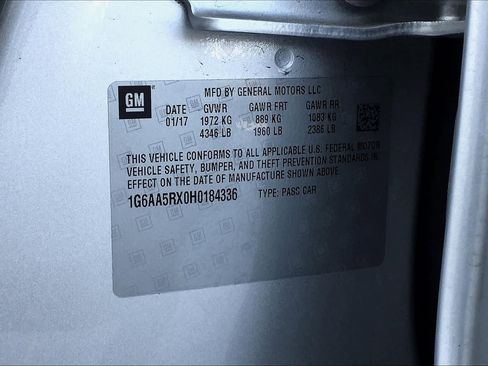 GM
MFD BY GENERAL MOTORS LLC
DATE GVWR GAWR FRT GAWR RR
01/17 1972 KG 889 KG 1083 KG
4346 LB 1960 LB 2386 LB
THIS VEHICLE CONFORMS TO ALL APPLICABLE U.S. FEDERAL MOTOR
VEHICLE SAFETY, BUMPER, AND THEFT PREVENTION STANDARDS IN
EFFECT ON THE DATE OF MANUFACTURE SHOWN ABOVE.
1G6AA5RX0H0184336 TYPE: PASS CAR